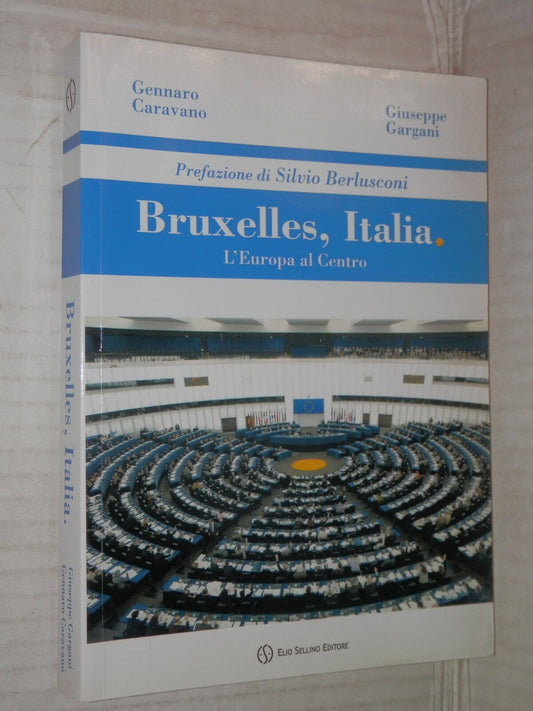 Gennaro
Caravano
Giuseppe
Gargani
Prefazione di Silvio Berlusconi
Bruxelles, Italia.
L'Europa al Centro
ES
ELIO SELLINO EDITORE
Bruxelles, Italia.
Giuseppe Gargani
Gennaro Caravano